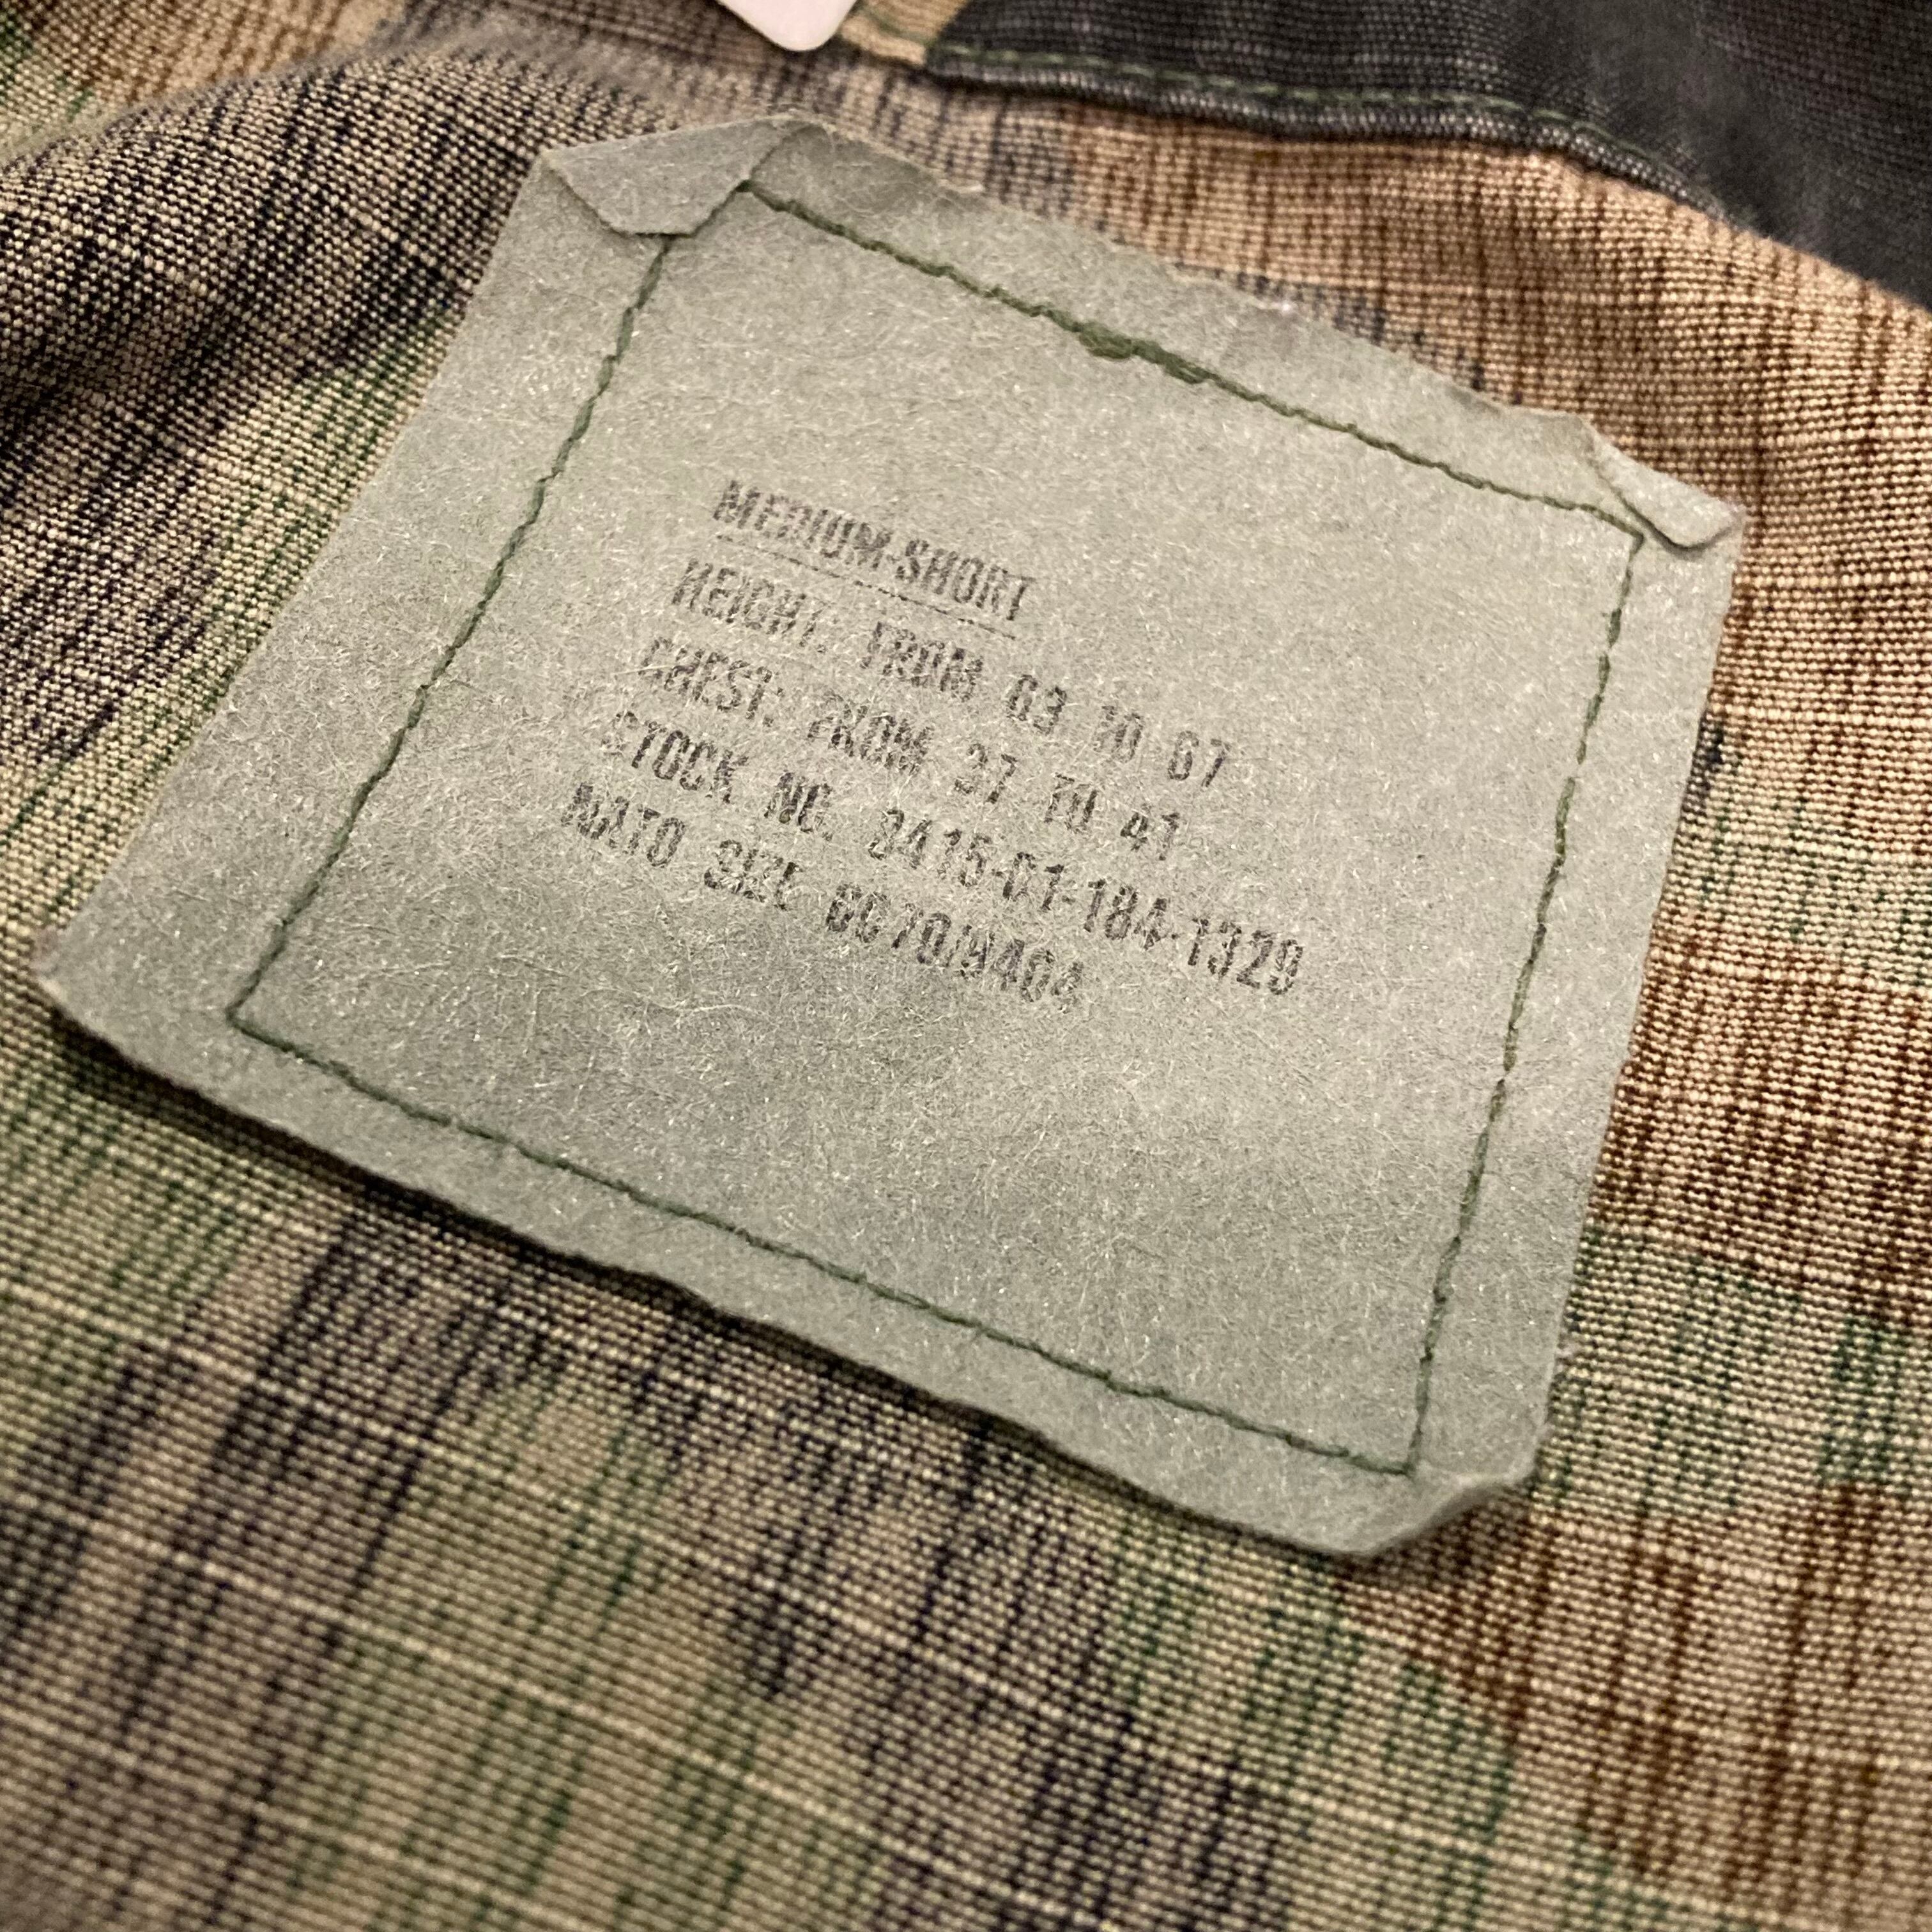 MEDIUM-SHORT
HEIGHT: FROM 63 TO 67
CHEST: FROM 37 TO 41
STOCK NO. 8415-01-184-1329
NATO SIZE 6070/9404